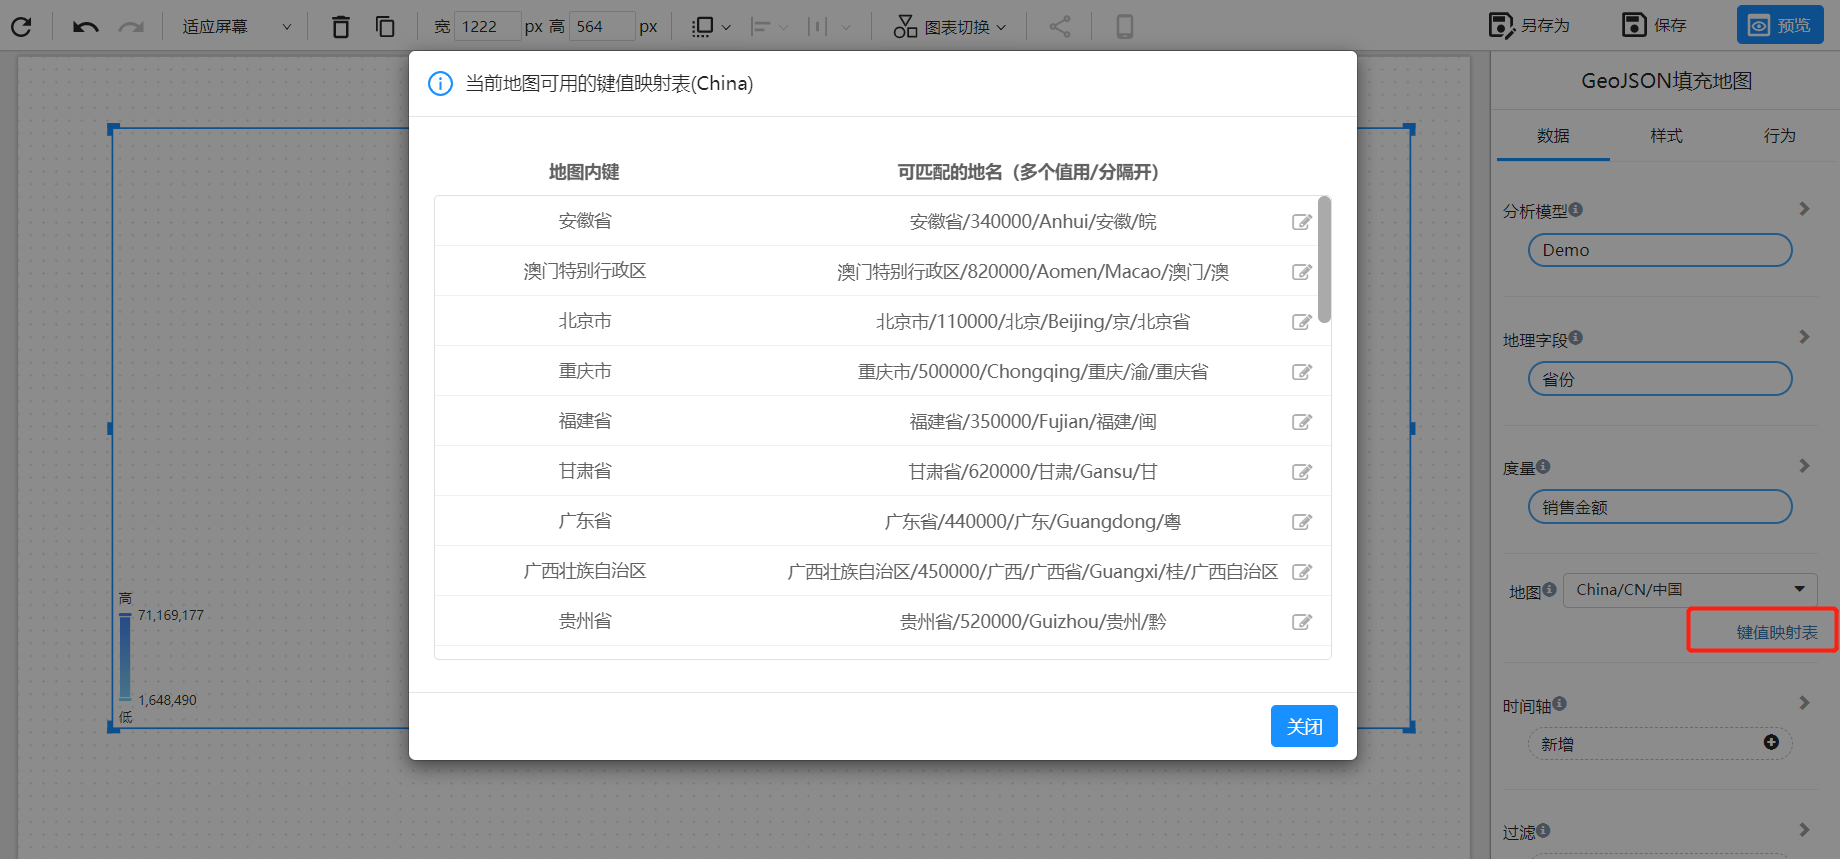 适应屏幕
宽 1222 px 高 564 px
图表切换
另存为
保存
预览
当前地图可用的键值映射表(China)
地图内键 可匹配的地名（多个值用/分隔开）
安徽省 安徽省/340000/Anhui/安徽/皖
澳门特别行政区 澳门特别行政区/820000/Aomen/Macao/澳门/澳
北京市 北京市/110000/北京/Beijing/京/北京省
重庆市 重庆市/500000/Chongqing/重庆/渝/重庆省
福建省 福建省/350000/Fujian/福建/闽
甘肃省 甘肃省/620000/甘肃/Gansu/甘
广东省 广东省/440000/广东/Guangdong/粤
广西壮族自治区 广西壮族自治区/450000/广西/广西省/Guangxi/桂/广西自治区
贵州省 贵州省/520000/Guizhou/贵州/黔
关闭
高
71,169,177
1,648,490
低
GeoJSON填充地图
数据 样式 行为
分析模型
Demo
地理字段
省份
度量
销售金额
地图 China/CN/中国
键值映射表
时间轴
新增
过滤